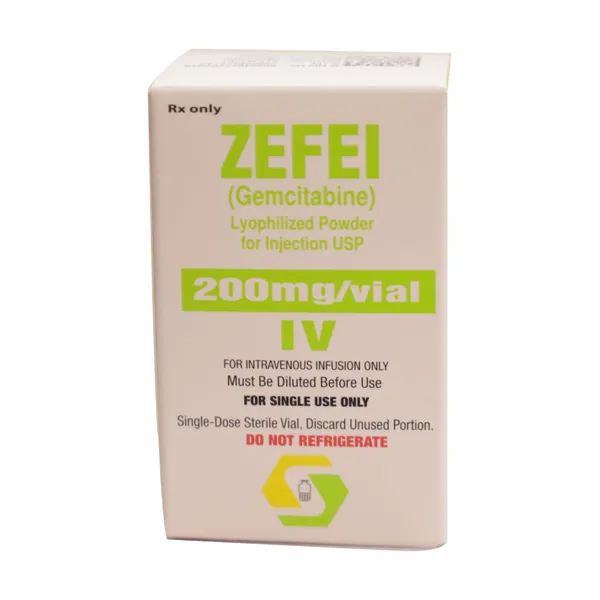 Rx only
ZEFEI
(Gemcitabine)
Lyophilized Powder
for Injection USP
200mg/vial
IV
FOR INTRAVENOUS INFUSION ONLY
Must Be Diluted Before Use
FOR SINGLE USE ONLY
Single-Dose Sterile Vial, Discard Unused Portion.
DO NOT REFRIGERATE